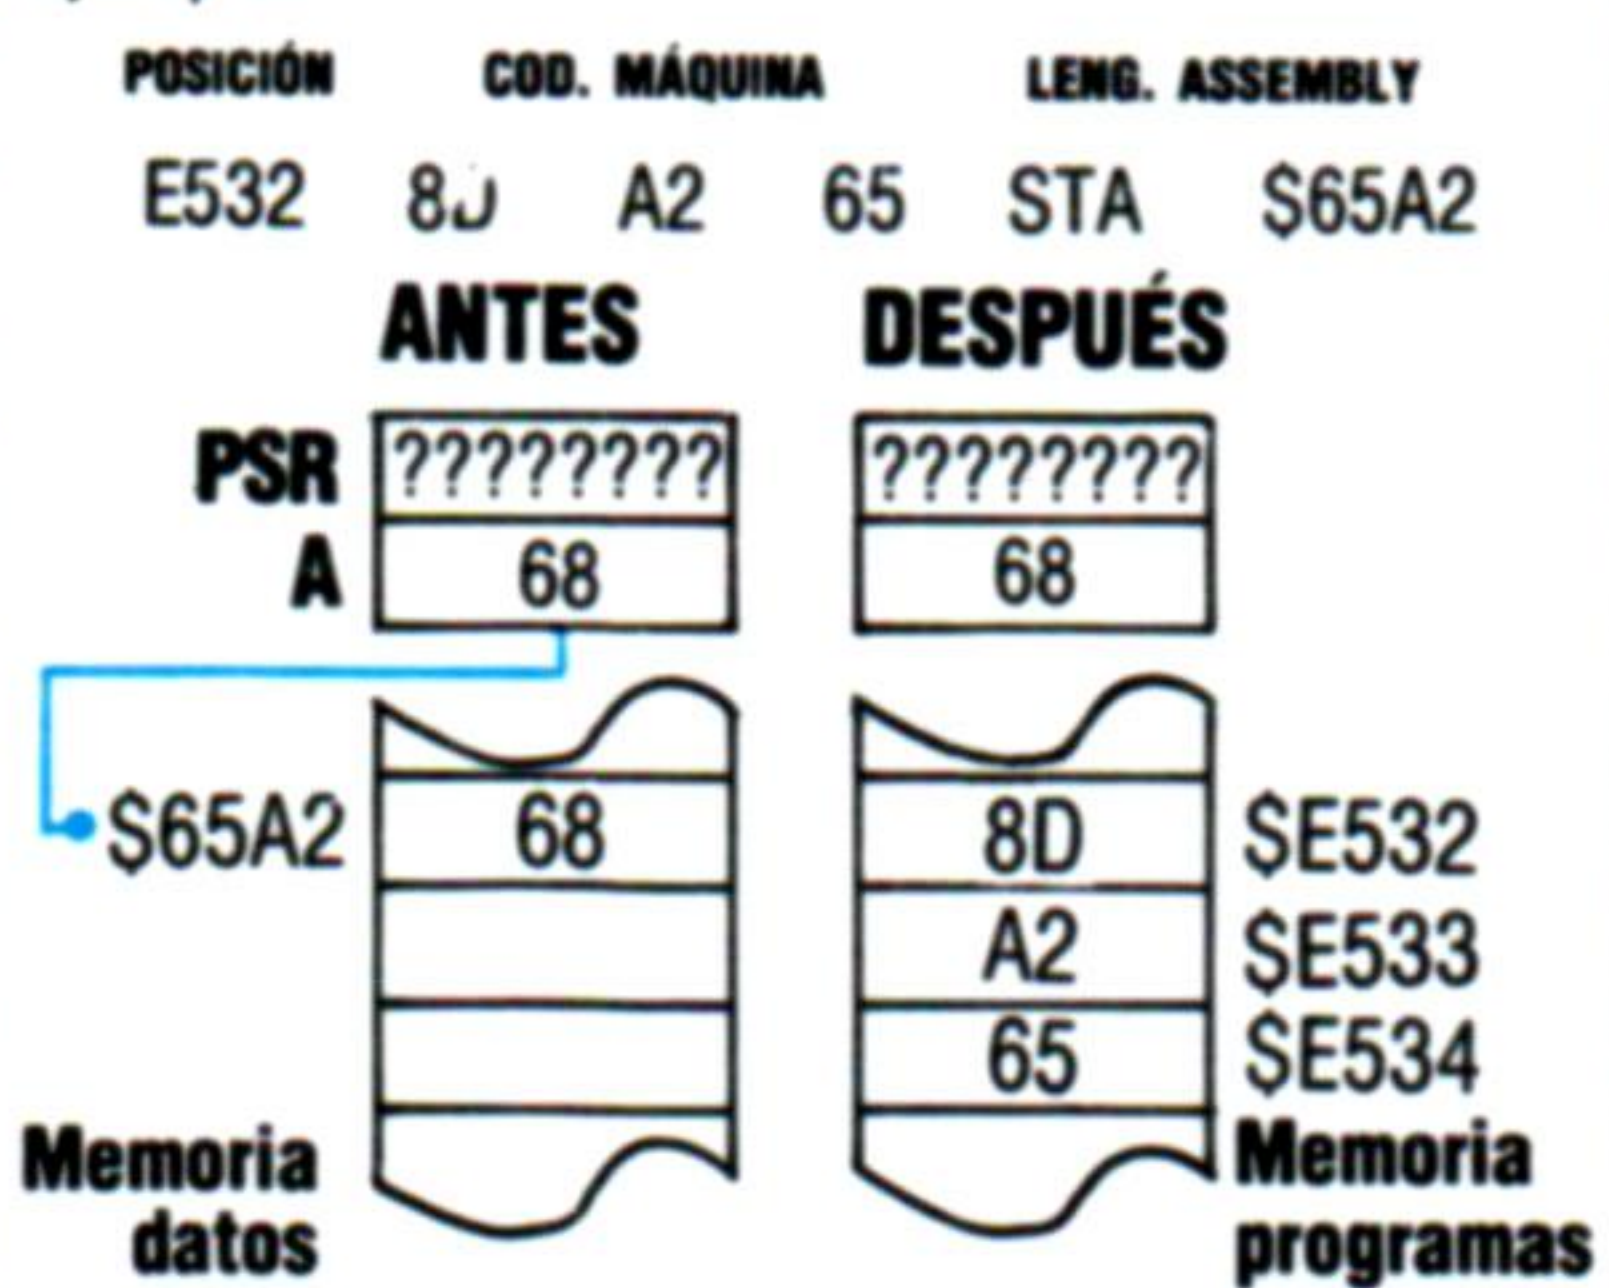 POSICIÓN COD. MÁQUINA LENG. ASSEMBLY
E532 8D A2 65 STA $65A2
ANTES DESPUÉS
PSR ???????? ????????
A 68 68
$65A2 68 8D $E532
A2 $E533
65 $E534
Memoria datos
Memoria programas